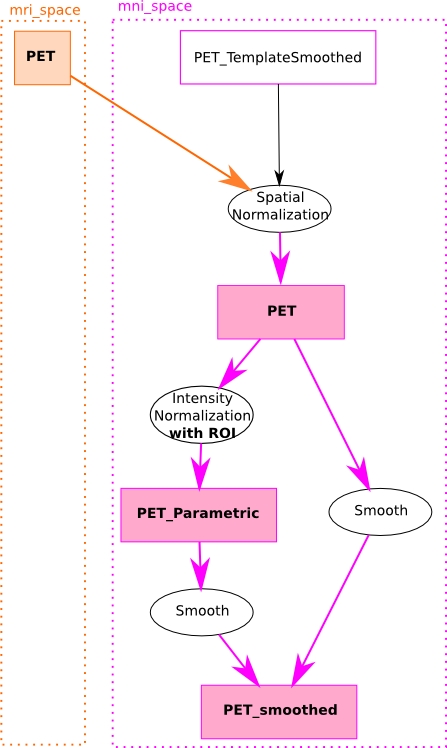 mri_space
mni_space
PET
PET_TemplateSmoothed
Spatial
Normalization
PET
Intensity
Normalization
with ROI
PET_Parametric
Smooth
Smooth
PET_smoothed